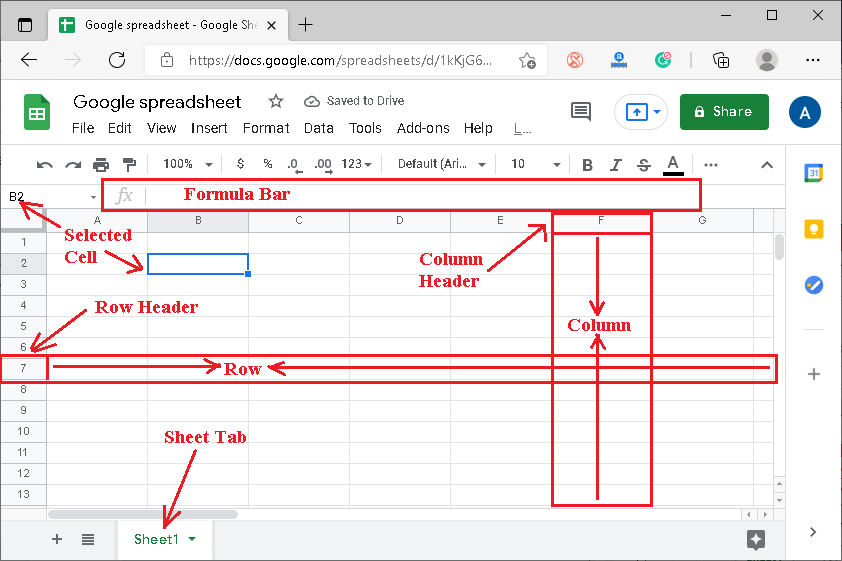 Google spreadsheet - Google She
https://docs.google.com/spreadsheets/d/1kKjG6...
Google spreadsheet Saved to Drive
File Edit View Insert Format Data Tools Add-ons Help L...
Share
A
100% $ % .0 .00 123 Default (Ari... 10 B I S A
31
B2 fx Formula Bar
A B C D E F G
1
Selected
Cell
2
Column
Header
3
4
Row Header
5
Column
6
7 Row
8
9
10
Sheet Tab
11
12
13
Sheet1